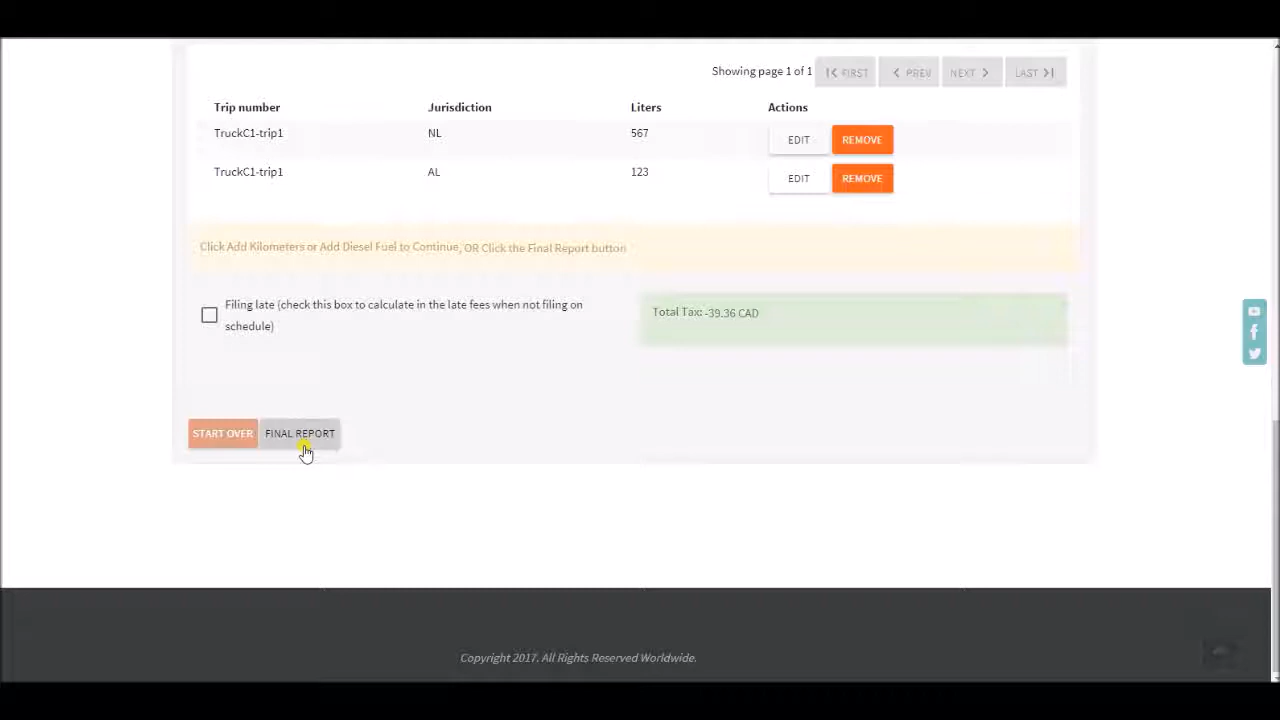 Showing page 1 of 1 FIRST PREV NEXT LAST
Trip number Jurisdiction Liters Actions
TruckC1-trip1 NL 567 EDIT REMOVE
TruckC1-trip1 AL 123 EDIT REMOVE
Click Add Kilometers or Add Diesel Fuel to Continue, OR Click the Final Report button
Filing late (check this box to calculate in the late fees when not filing on
schedule)
Total Tax: -39.36 CAD
START OVER FINAL REPORT
Copyright 2017. All Rights Reserved Worldwide.